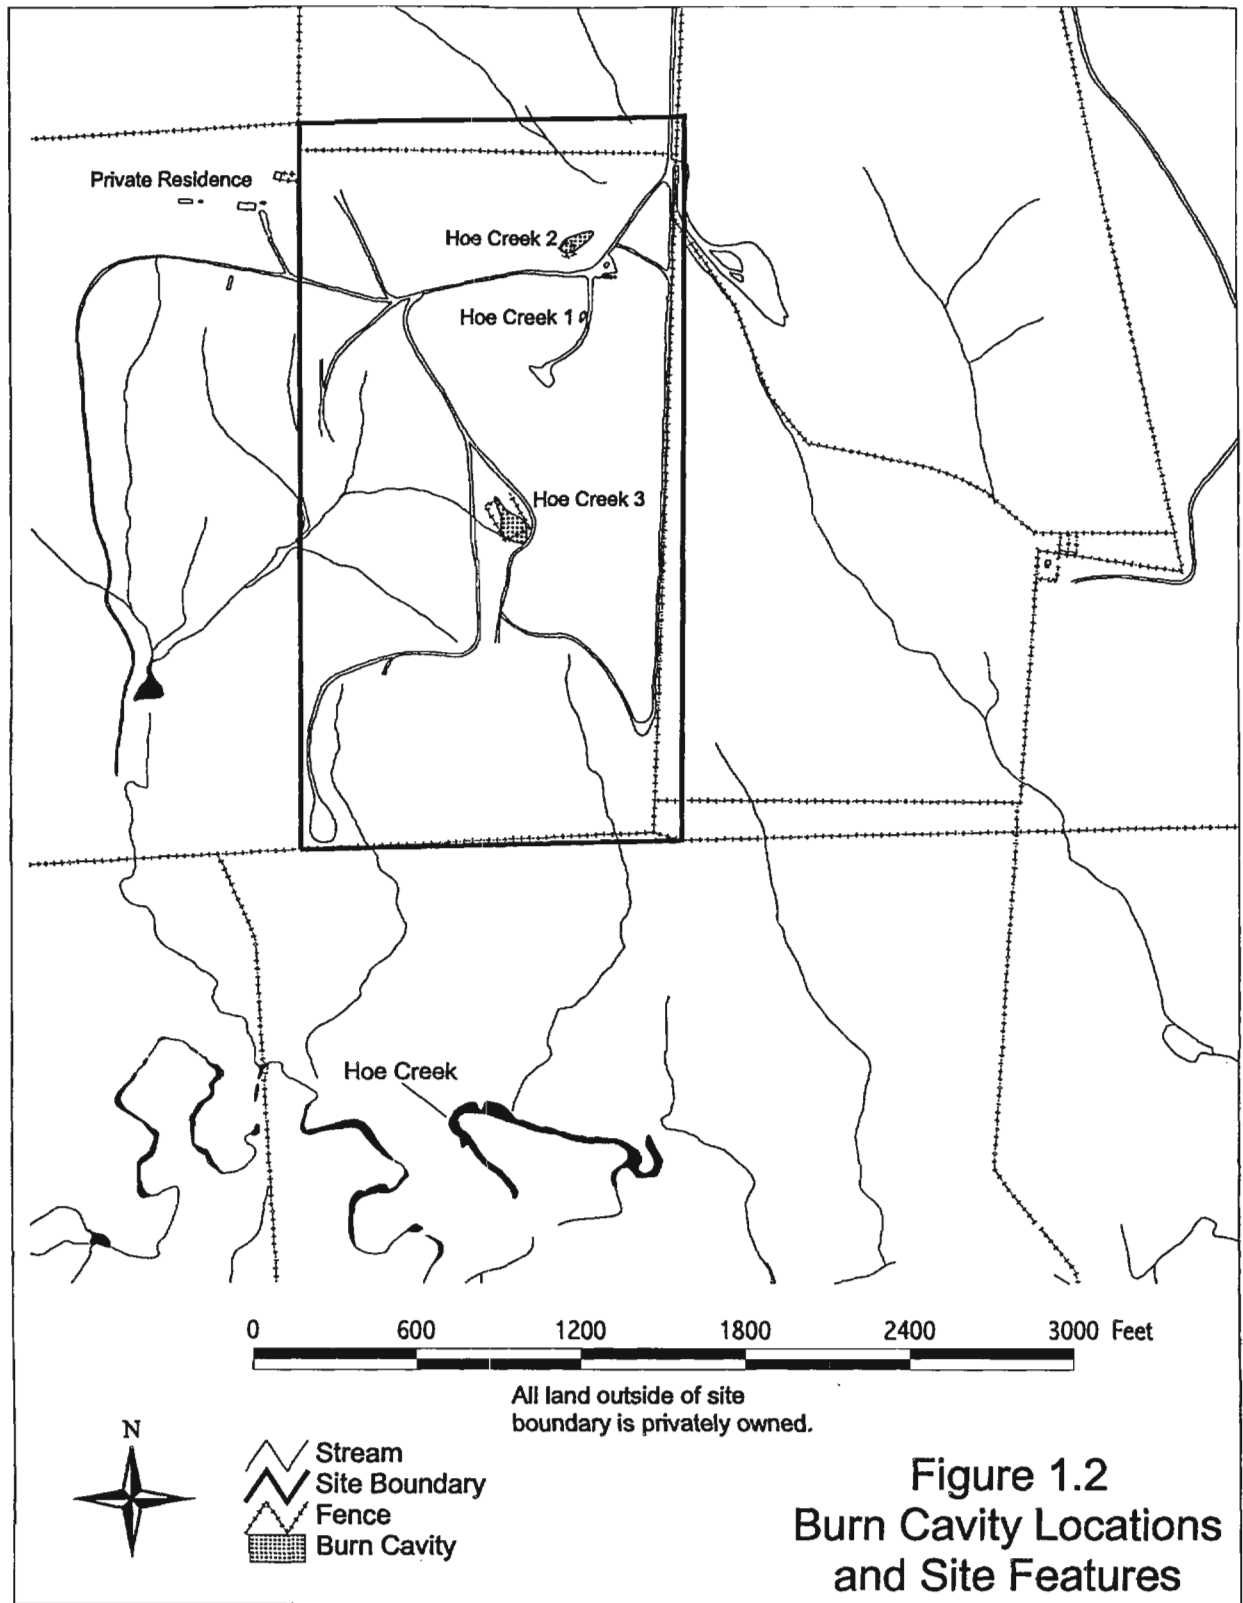 Private Residence
Hoe Creek 2
Hoe Creek 1
Hoe Creek 3
Hoe Creek
0 600 1200 1800 2400 3000 Feet
All land outside of site
boundary is privately owned.
N
Stream
Site Boundary
Fence
Burn Cavity
Figure 1.2
Burn Cavity Locations
and Site Features